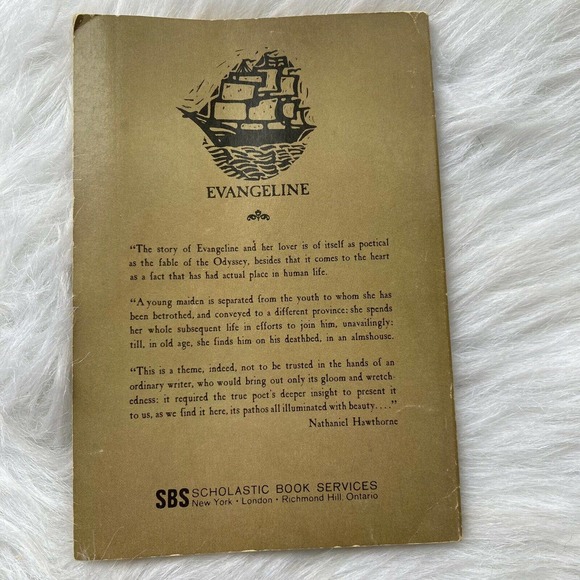 EVANGELINE
"The story of Evangeline and her lover is of itself as poetical
as the fable of the Odyssey, besides that it comes to the heart
as a fact that has had actual place in human life.
"A young maiden is separated from the youth to whom she has
been betrothed, and conveyed to a different province; she spends
her whole subsequent life in efforts to join him, unavailingly;
till, in old age, she finds him on his deathbed, in an almshouse.
"This is a theme, indeed, not to be trusted in the hands of an
ordinary writer, who would bring out only its gloom and wretch-
edness: it required the true poet's deeper insight to present it
to us, as we find it here, its pathos all illuminated with beauty...."
Nathaniel Hawthorne
SBS SCHOLASTIC BOOK SERVICES
New York • London • Richmond Hill, Ontario